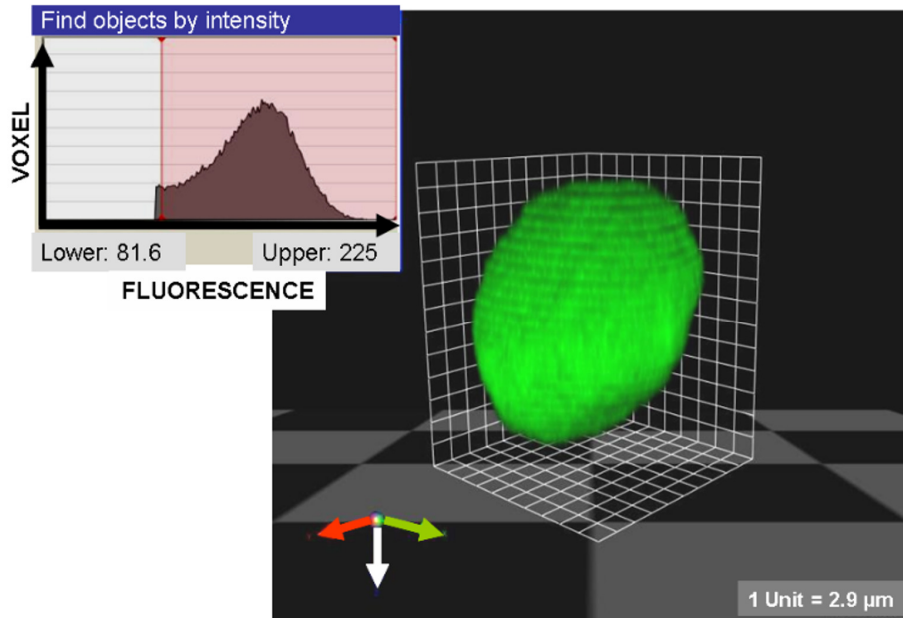 Find objects by intensity
VOXEL
Lower: 81.6
Upper: 225
FLUORESCENCE
1 Unit = 2.9 µm